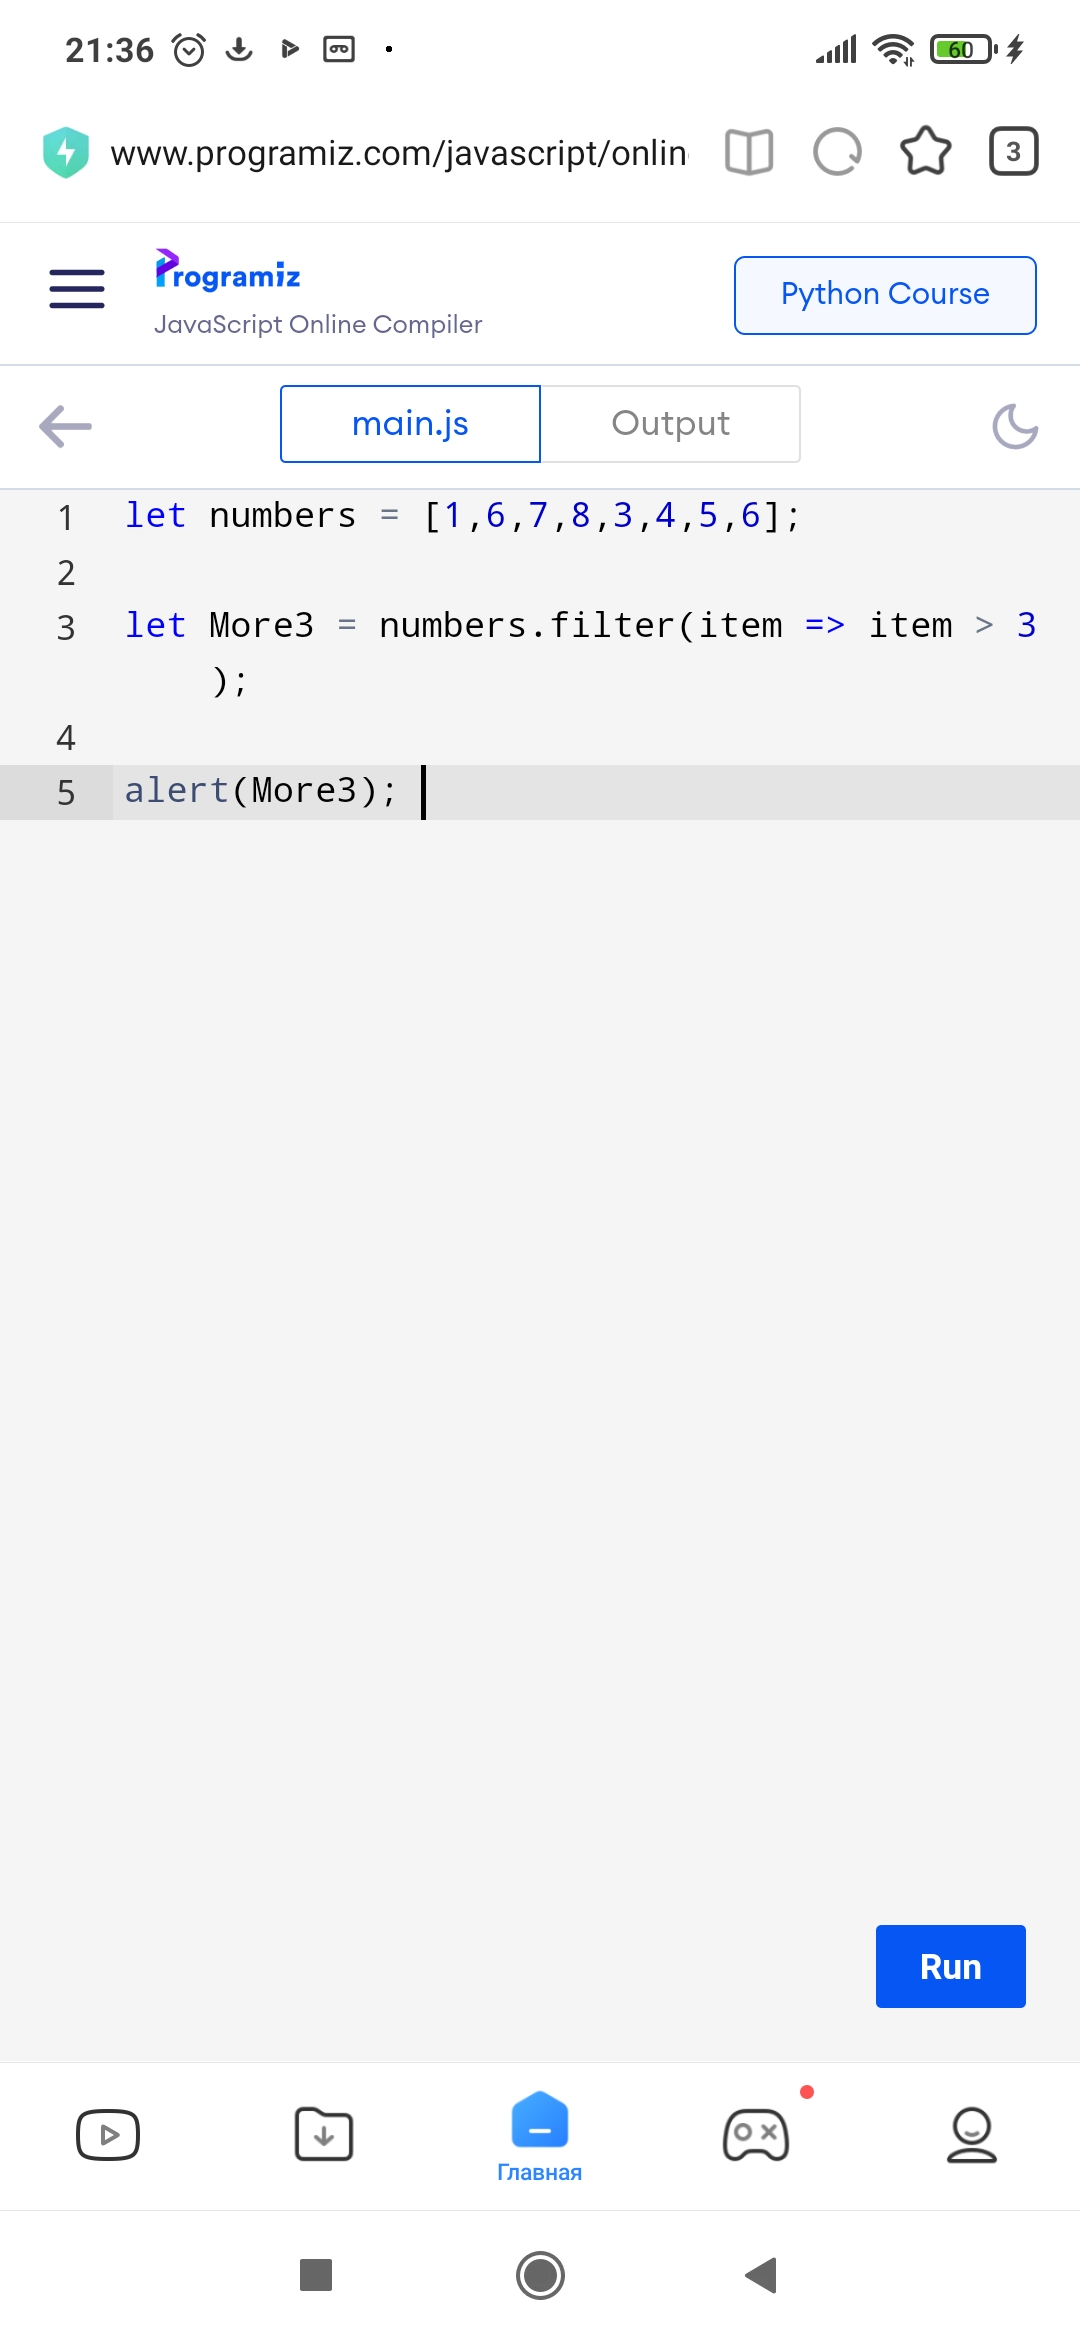 21:36
60
www.programiz.com/javascript/onlin
3
Programiz
JavaScript Online Compiler
Python Course
main.js
Output
1 let numbers = [1,6,7,8,3,4,5,6];
2
3 let More3 = numbers.filter(item => item > 3
);
4
5 alert(More3);
Run
Главная